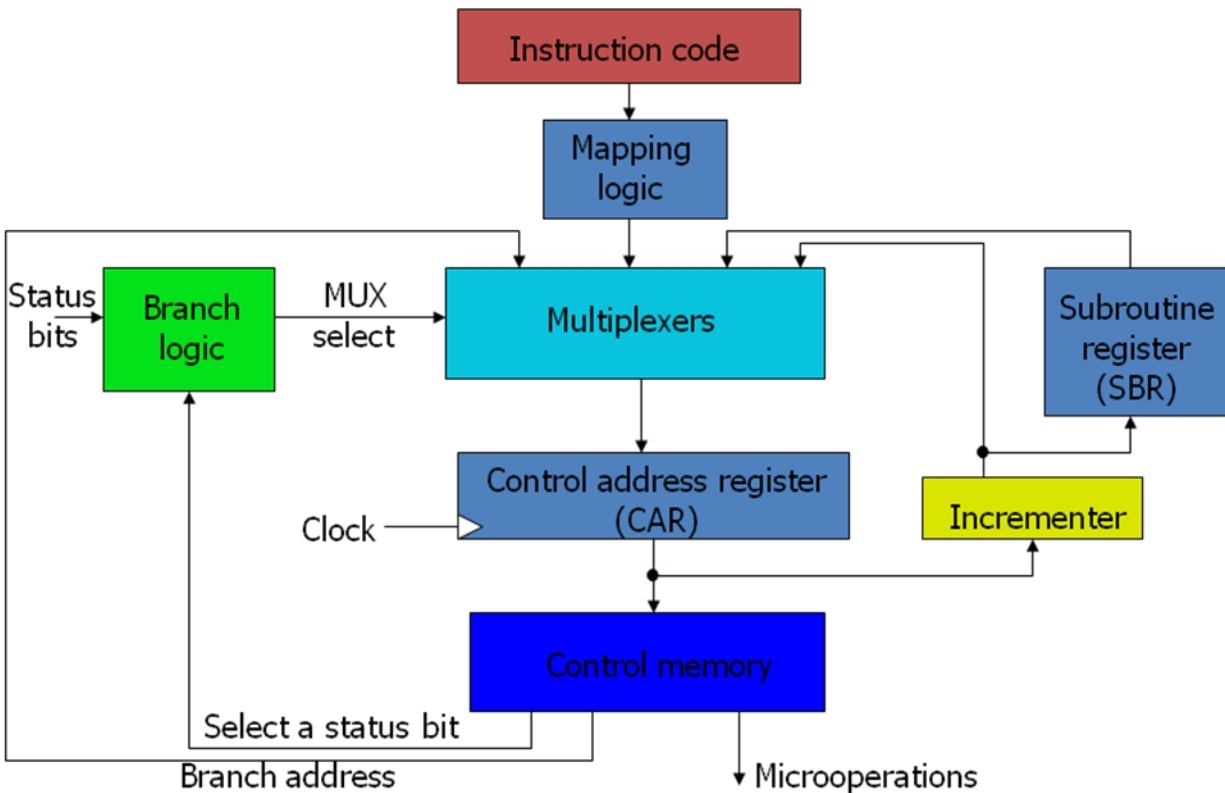 Instruction code
Mapping
logic
Status
bits
Branch
logic
MUX
select
Multiplexers
Subroutine
register
(SBR)
Control address register
(CAR)
Clock
Incrementer
Control memory
Select a status bit
Branch address
Microoperations